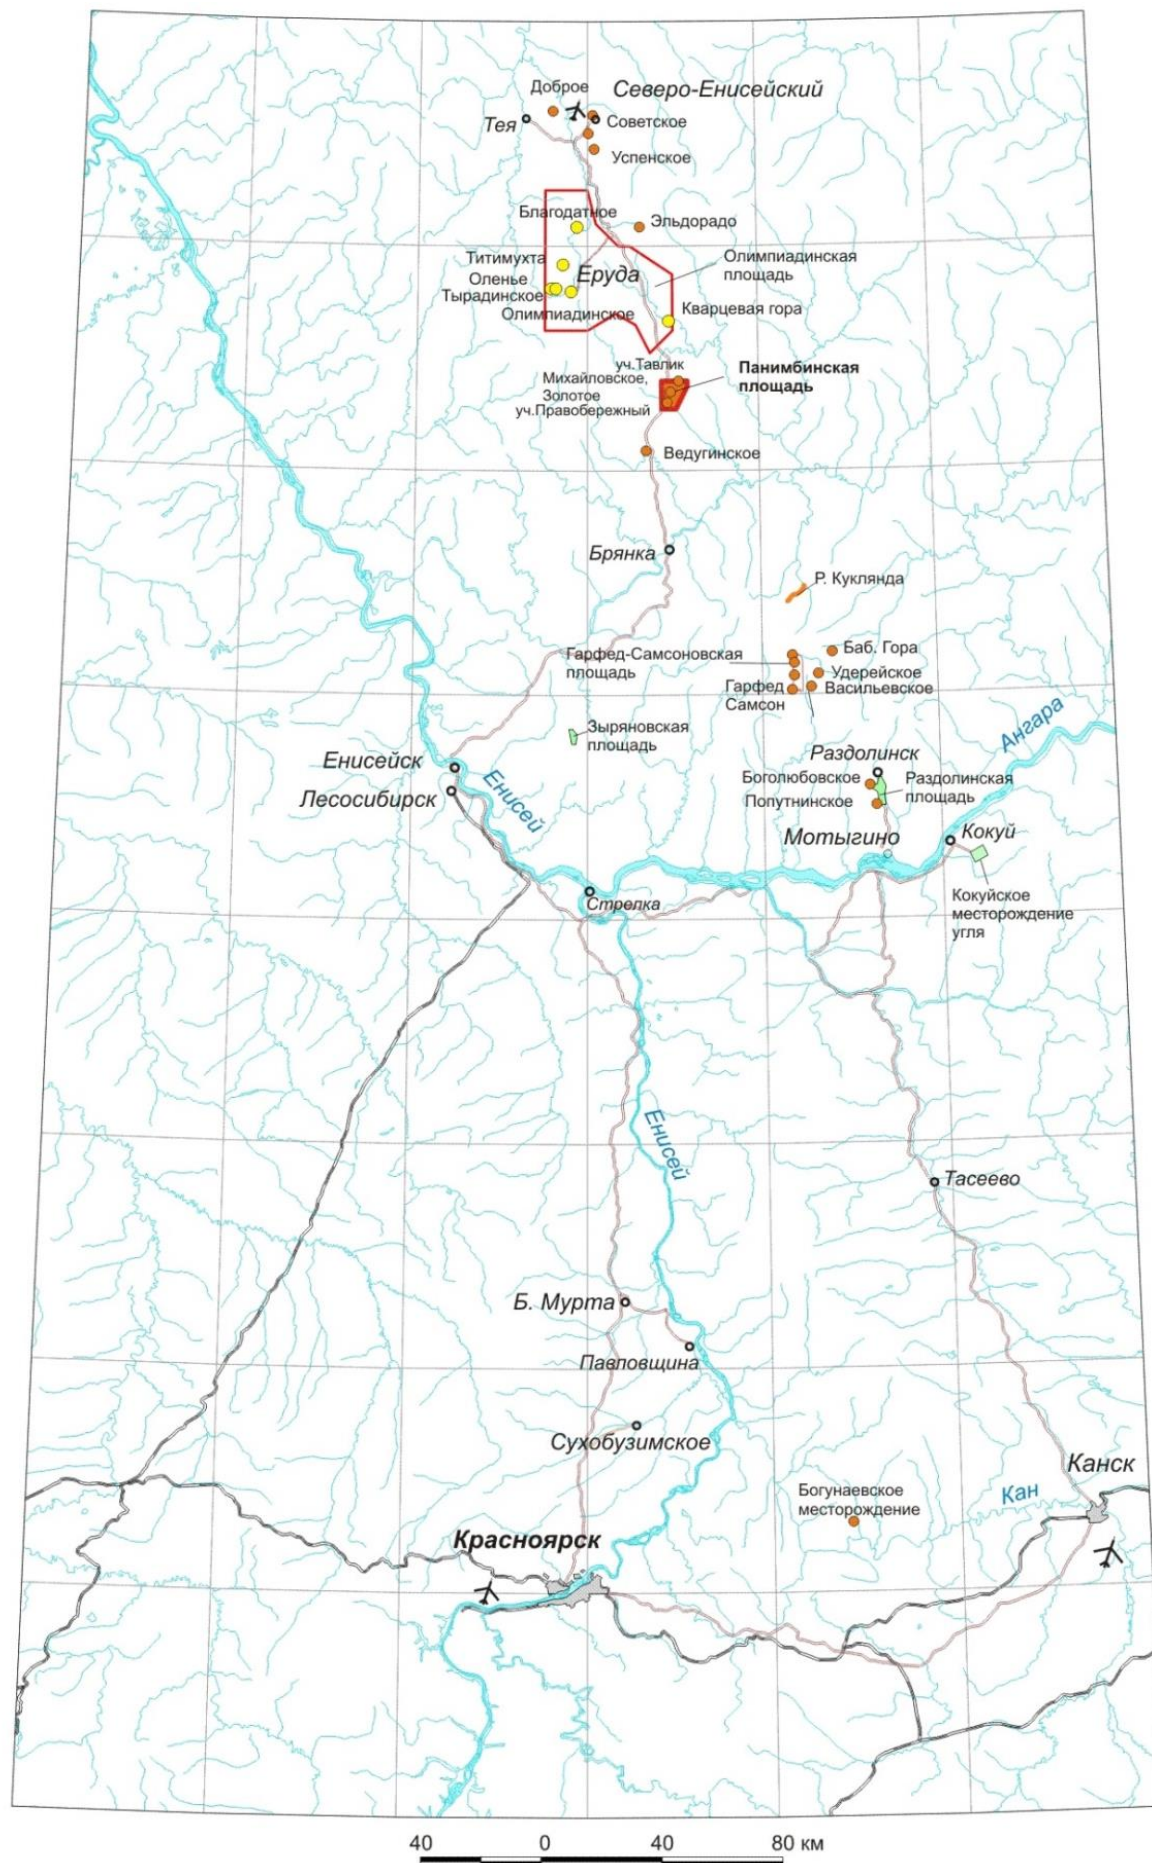 Доброе
Северо-Енисейский
Тея
Советское
Успенское
Благодатное
Эльдорадо
Титимухта
Еруда
Олимпиадинская
площадь
Оленье
Тырадинское
Олимпиадинское
Кварцевая гора
уч.Тавлик
Михайловское,
Золотое
уч.Правобережный
Панимбинская
площадь
Ведугинское
Брянка
Р. Куклянда
Гарфед-Самсоновская
площадь
Баб. Гора
Удерейское
Васильевское
Гарфед
Самсон
Зыряновская
площадь
Ангара
Енисейск
Лесосибирск
Енисей
Раздолинск
Боголюбовское
Попутнинское
Раздолинская
площадь
Мотыгино
Кокуй
Стрелка
Кокуйское
месторождение
угля
Енисей
Тасеево
Б. Мурта
Павловщина
Сухобузимское
Канск
Кан
Богунаевское
месторождение
Красноярск
40 0 40 80 км